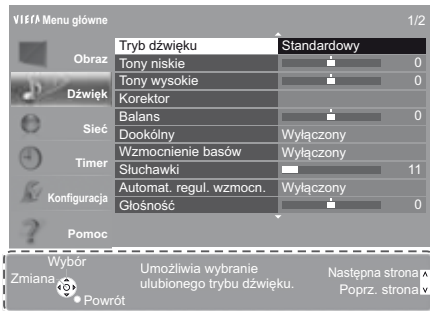 VIErA Menu główne 1/2
Obraz
Dźwięk
Sieć
Timer
Konfiguracja
Pomoc
Tryb dźwięku Standardowy
Tony niskie 0
Tony wysokie 0
Korektor
Balans 0
Dookólny Wyłączony
Wzmocnienie basów Wyłączony
Słuchawki 11
Automat. regul. wzmocn. Wyłączony
Głośność 0
Wybór
Zmiana
Powrót
Umożliwia wybranie
ulubionego trybu dźwięku.
Następna strona
Poprz. strona